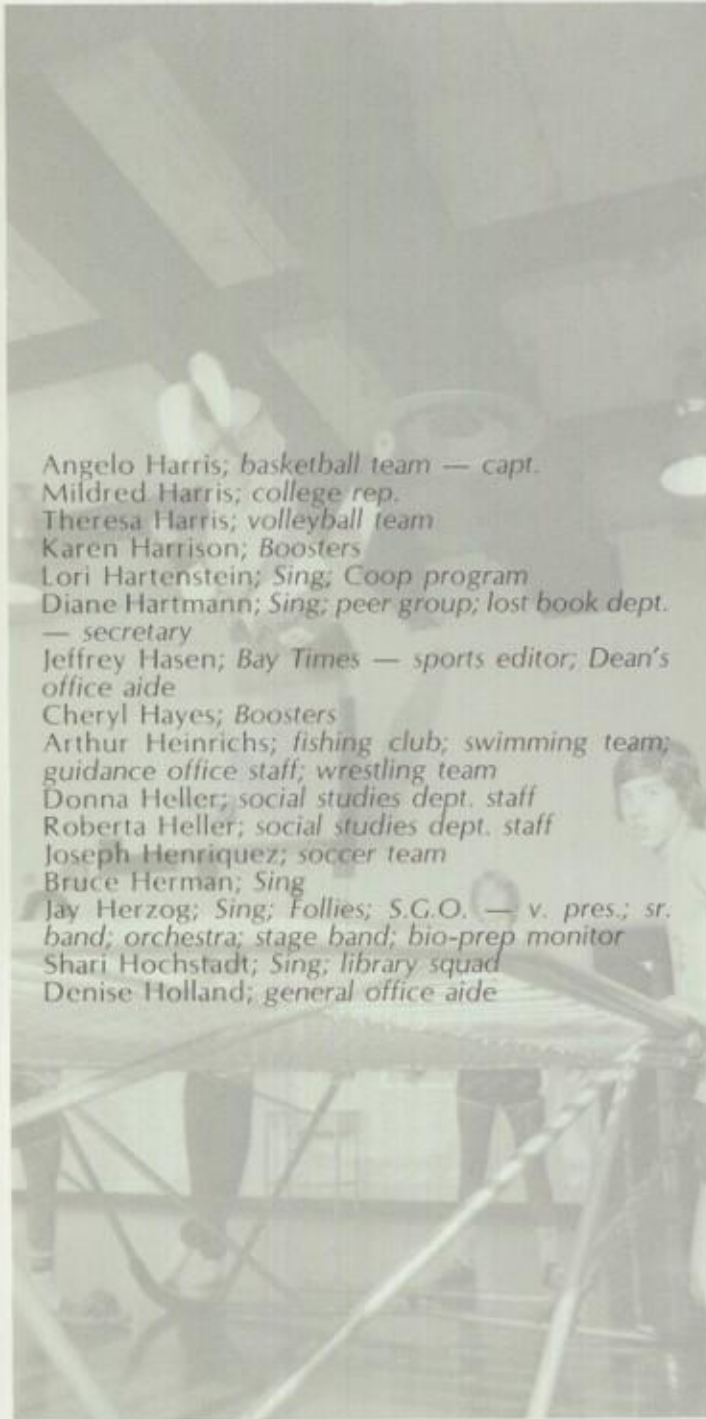 Angelo Harris; basketball team — capt.
Mildred Harris; college rep.
Theresa Harris; volleyball team
Karen Harrison; Boosters
Lori Hartenstein; Sing; Coop program
Diane Hartmann; Sing; peer group; lost book dept.
— secretary
Jeffrey Hasen; Bay Times — sports editor; Dean's
office aide
Cheryl Hayes; Boosters
Arthur Heinrichs; fishing club; swimming team;
guidance office staff; wrestling team
Donna Heller; social studies dept. staff
Roberta Heller; social studies dept. staff
Joseph Henriquez; soccer team
Bruce Herman; Sing
Jay Herzog; Sing; Follies; S.G.O. — v. pres.; sr.
band; orchestra; stage band; bio-prep monitor
Shari Hochstadt; Sing; library squad
Denise Holland; general office aide